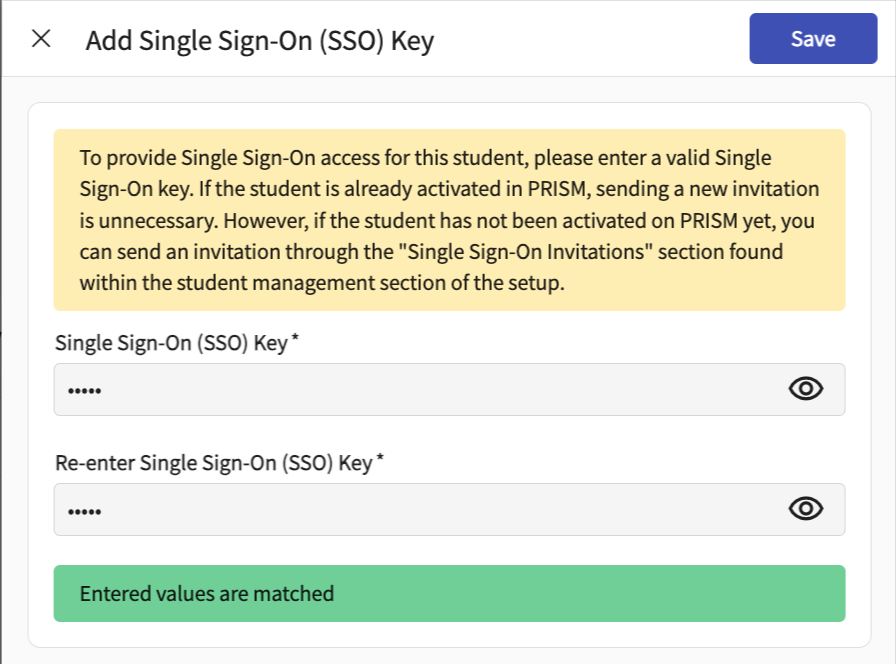 Add Single Sign-On (SSO) Key
Save
To provide Single Sign-On access for this student, please enter a valid Single
Sign-On key. If the student is already activated in PRISM, sending a new invitation
is unnecessary. However, if the student has not been activated on PRISM yet, you
can send an invitation through the "Single Sign-On Invitations" section found
within the student management section of the setup.
Single Sign-On (SSO) Key*
•••••
Re-enter Single Sign-On (SSO) Key*
•••••
Entered values are matched